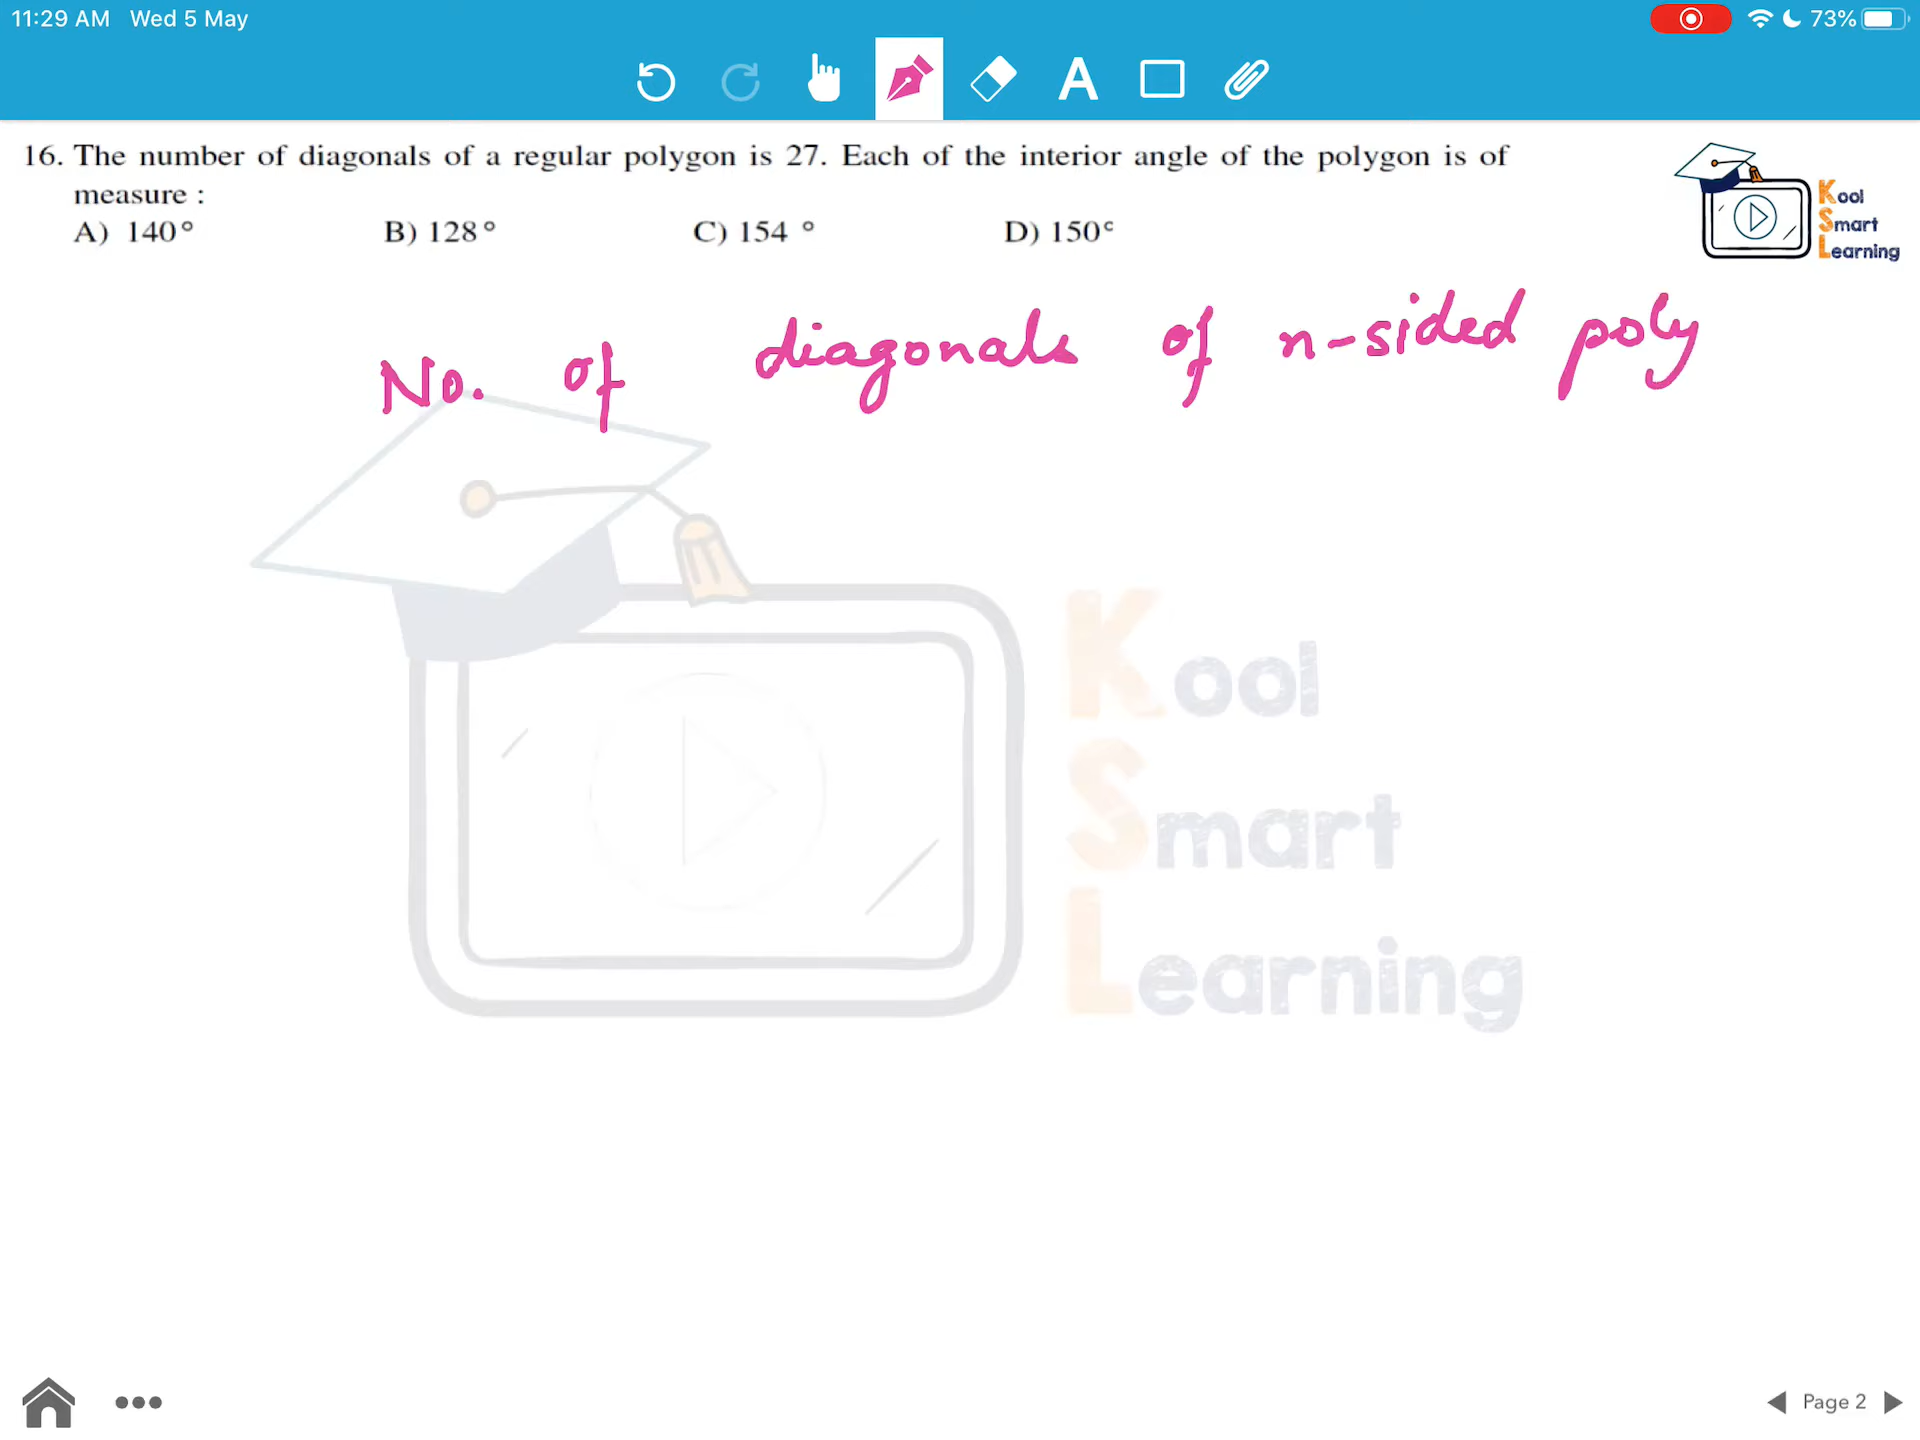 11:29 AM Wed 5 May 73%
A
16. The number of diagonals of a regular polygon is 27. Each of the interior angle of the polygon is of
measure :
A) 140° B) 128° C) 154 ° D) 150°
Kool
Smart
Learning
No. of diagonals of n-sided poly
Kool
Smart
Learning
Page 2